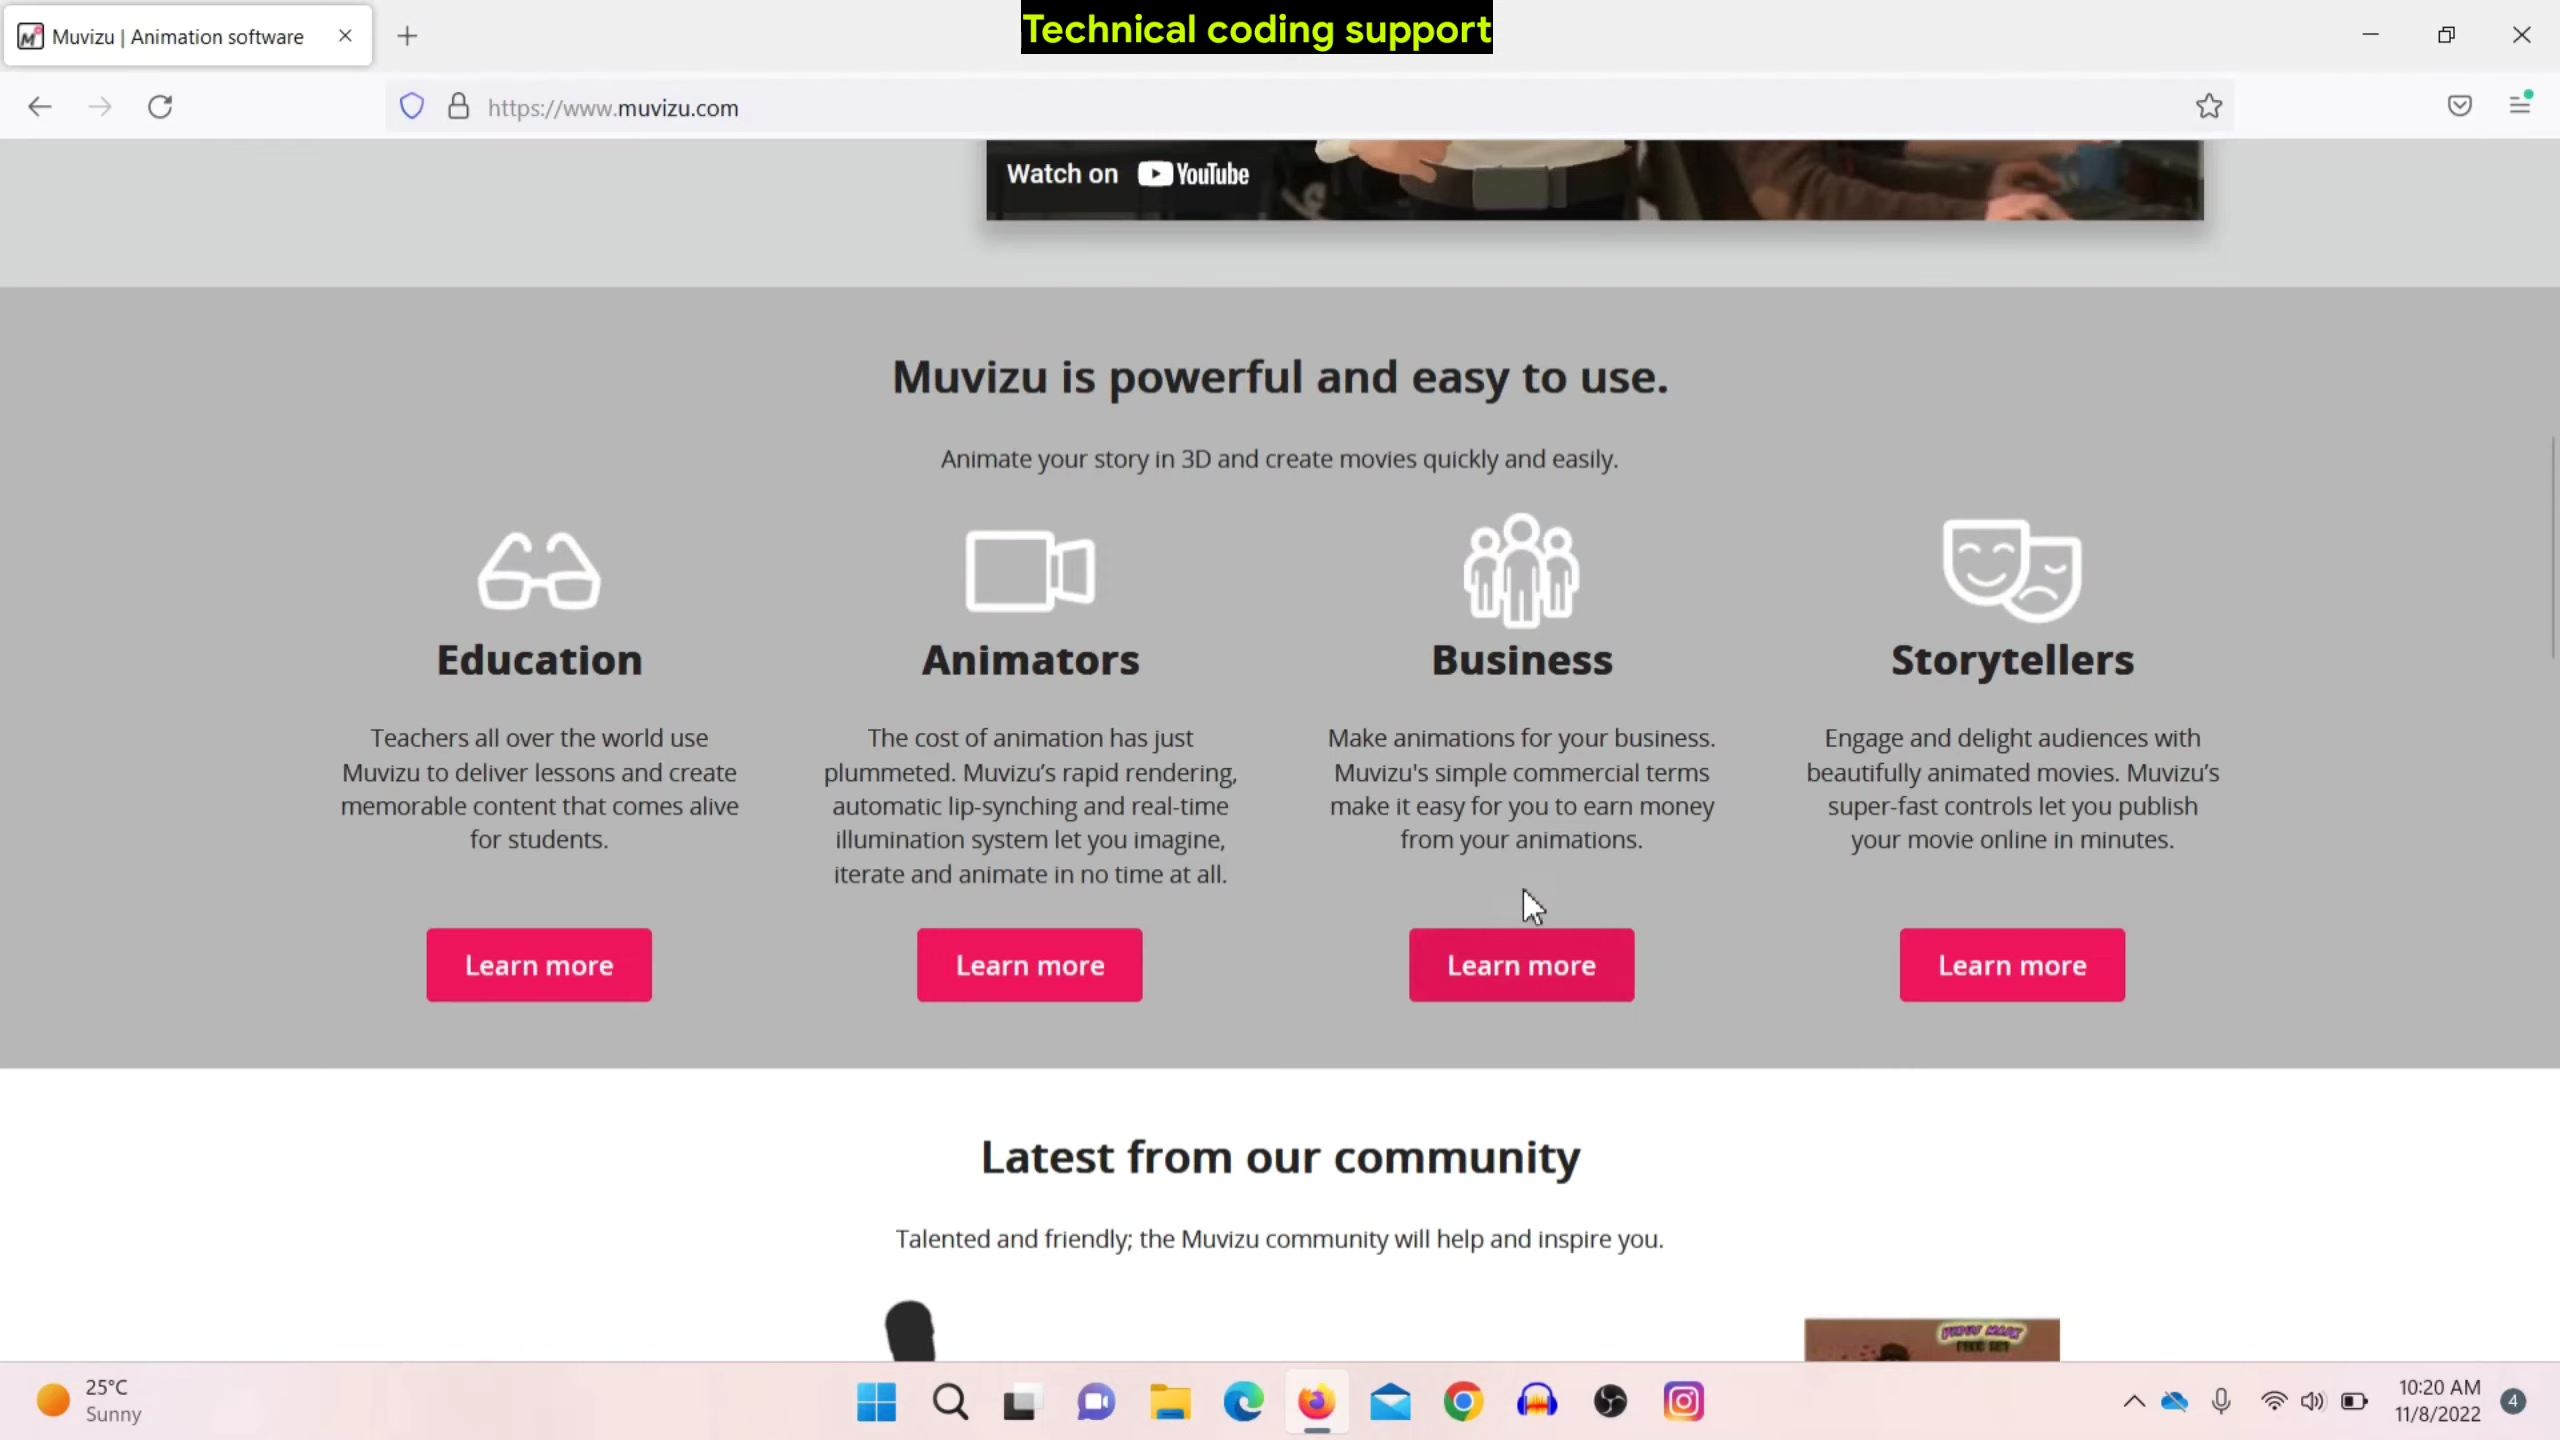 Technical coding support
Muvizu | Animation software
https://www.muvizu.com
Watch on YouTube
Muvizu is powerful and easy to use.
Animate your story in 3D and create movies quickly and easily.
Education
Teachers all over the world use
Muvizu to deliver lessons and create
memorable content that comes alive
for students.
Learn more
Animators
The cost of animation has just
plummeted. Muvizu’s rapid rendering,
automatic lip-synching and real-time
illumination system let you imagine,
iterate and animate in no time at all.
Learn more
Business
Make animations for your business.
Muvizu's simple commercial terms
make it easy for you to earn money
from your animations.
Learn more
Storytellers
Engage and delight audiences with
beautifully animated movies. Muvizu’s
super-fast controls let you publish
your movie online in minutes.
Learn more
Latest from our community
Talented and friendly; the Muvizu community will help and inspire you.
25°C
Sunny
10:20 AM
11/8/2022
4